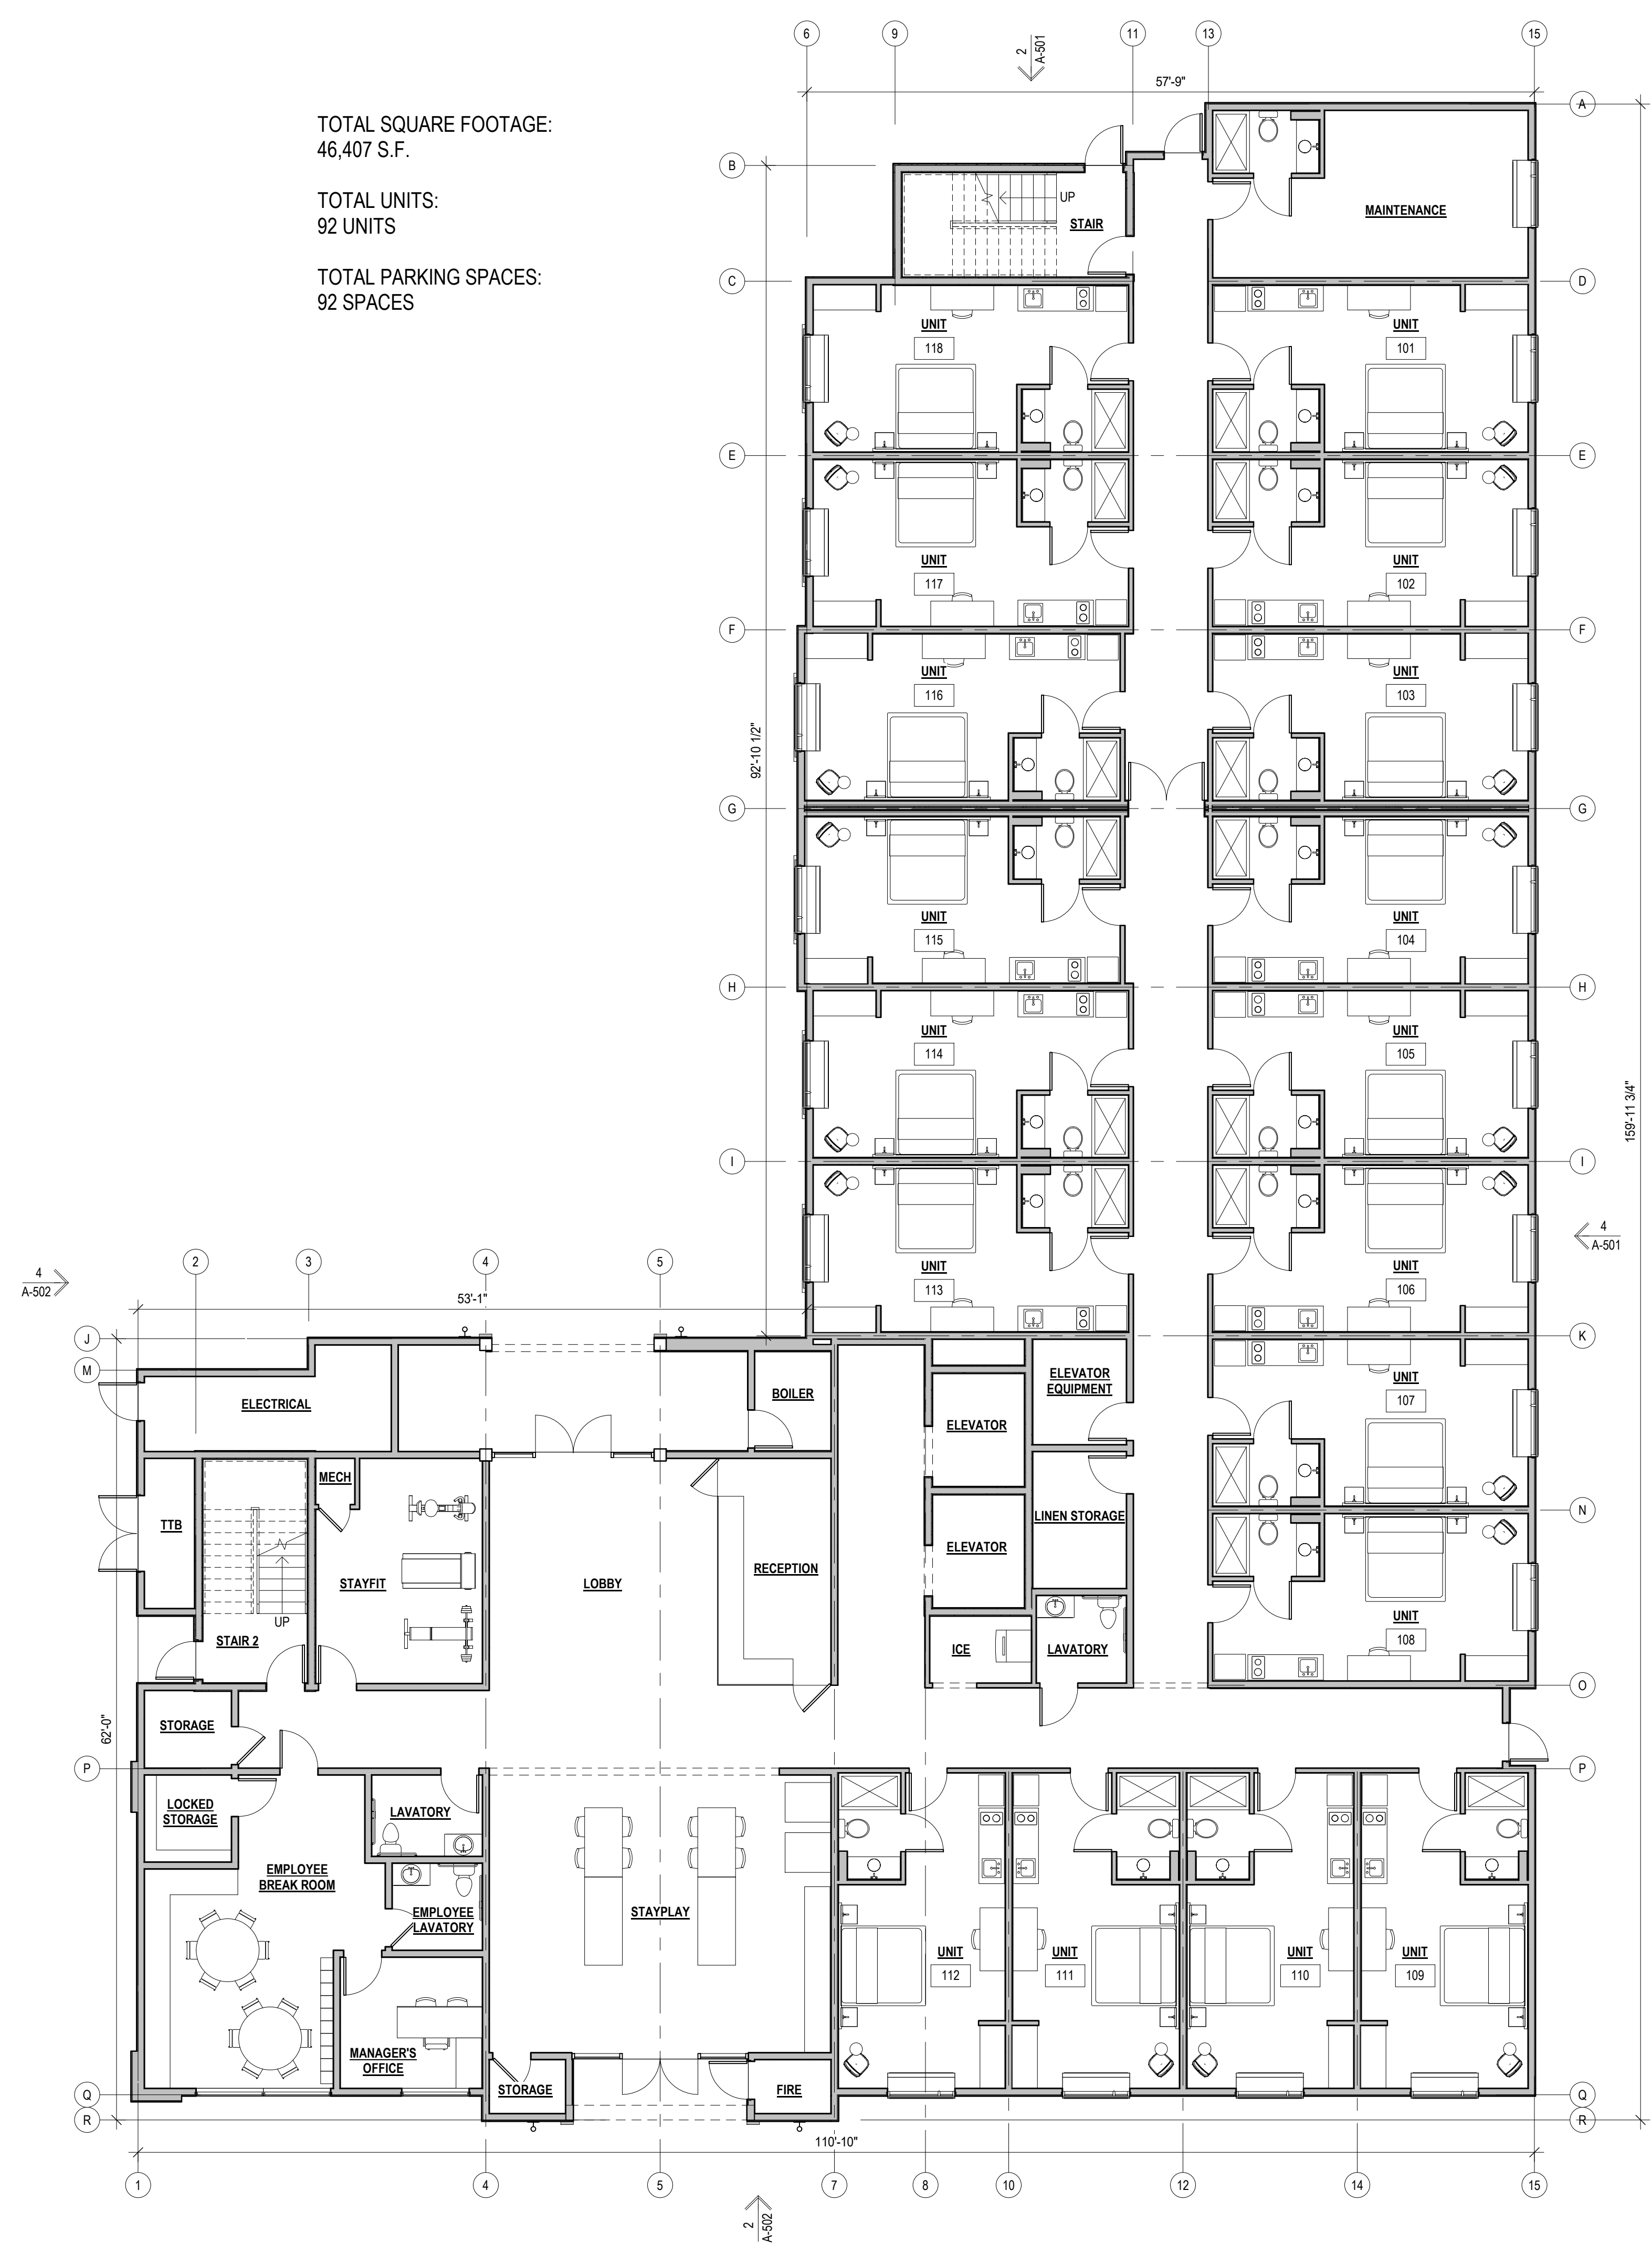 6
9
11
13
15
2
A-501
57'-9"
A
TOTAL SQUARE FOOTAGE:
46,407 S.F.
TOTAL UNITS:
92 UNITS
TOTAL PARKING SPACES:
92 SPACES
B
UP
STAIR
MAINTENANCE
C
D
UNIT
118
UNIT
101
E
E
UNIT
117
UNIT
102
F
F
UNIT
116
UNIT
103
92'-10 1/2"
G
G
UNIT
115
UNIT
104
H
H
UNIT
114
UNIT
105
159'-11 3/4"
I
I
4
A-501
2
3
4
5
4
A-502
53'-1"
UNIT
113
UNIT
106
J
K
M
ELECTRICAL
BOILER
ELEVATOR
EQUIPMENT
UNIT
107
ELEVATOR
MECH
TTB
STAYFIT
LOBBY
RECEPTION
ELEVATOR
LINEN STORAGE
N
UP
STAIR 2
ICE
LAVATORY
UNIT
108
O
STORAGE
62'-0"
P
P
LOCKED
STORAGE
LAVATORY
EMPLOYEE
BREAK ROOM
EMPLOYEE
LAVATORY
STAYPLAY
UNIT
112
UNIT
111
UNIT
110
UNIT
109
MANAGER'S
OFFICE
STORAGE
FIRE
Q
Q
R
R
110'-10"
1
4
5
7
8
10
12
14
15
2
A-502